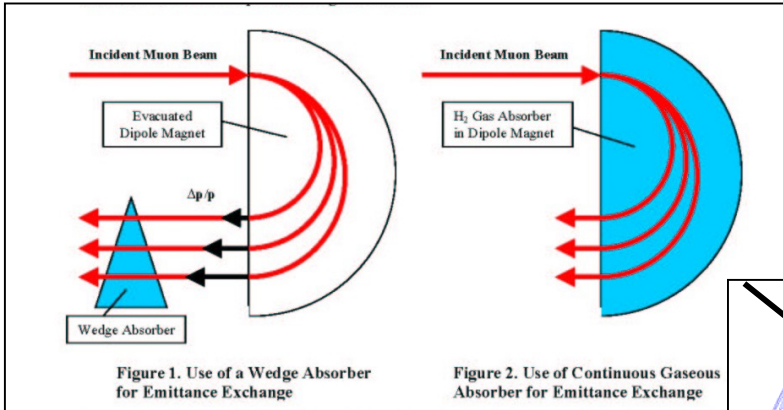 Incident Muon Beam
Evacuated
Dipole Magnet
Δp/p
Wedge Absorber
Figure 1. Use of a Wedge Absorber
for Emittance Exchange
Incident Muon Beam
H₂ Gas Absorber
in Dipole Magnet
Figure 2. Use of Continuous Gaseous
Absorber for Emittance Exchange